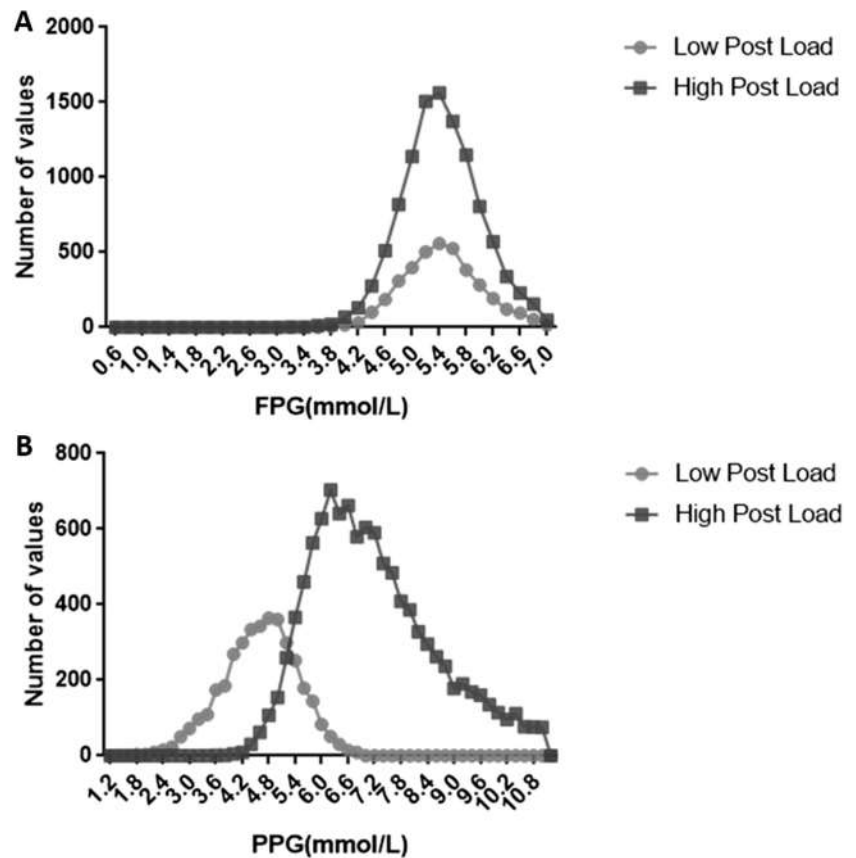 A
2000
1500
1000
500
0
Number of values
0.6 1.0 1.4 1.8 2.2 2.6 3.0 3.4 3.8 4.2 4.6 5.0 5.4 5.8 6.2 6.6 7.0
FPG(mmol/L)
Low Post Load
High Post Load
B
800
600
400
200
0
Number of values
1.2 1.8 2.4 3.0 3.6 4.2 4.8 5.4 6.0 6.6 7.2 7.8 8.4 9.0 9.6 10.2 10.8
PPG(mmol/L)
Low Post Load
High Post Load